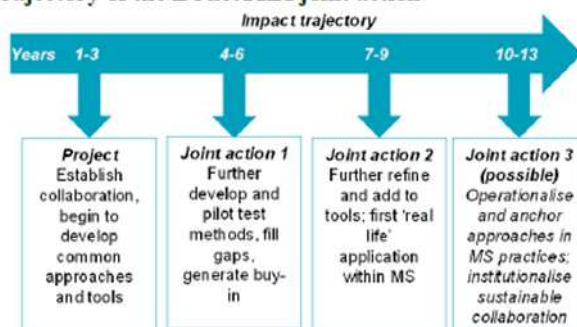 Impact trajectory
Years 1-3 4-6 7-9 10-13
Project
Establish
collaboration,
begin to
develop
common
approaches
and tools
Joint action 1
Further
develop and
pilot test
methods, fill
gaps,
generate buy-
in
Joint action 2
Further refine
and add to
tools; first 'real
life'
application
within MS
Joint action 3
(possible)
Operationalise
and anchor
approaches in
MS practices;
institutionalise
sustainable
collaboration